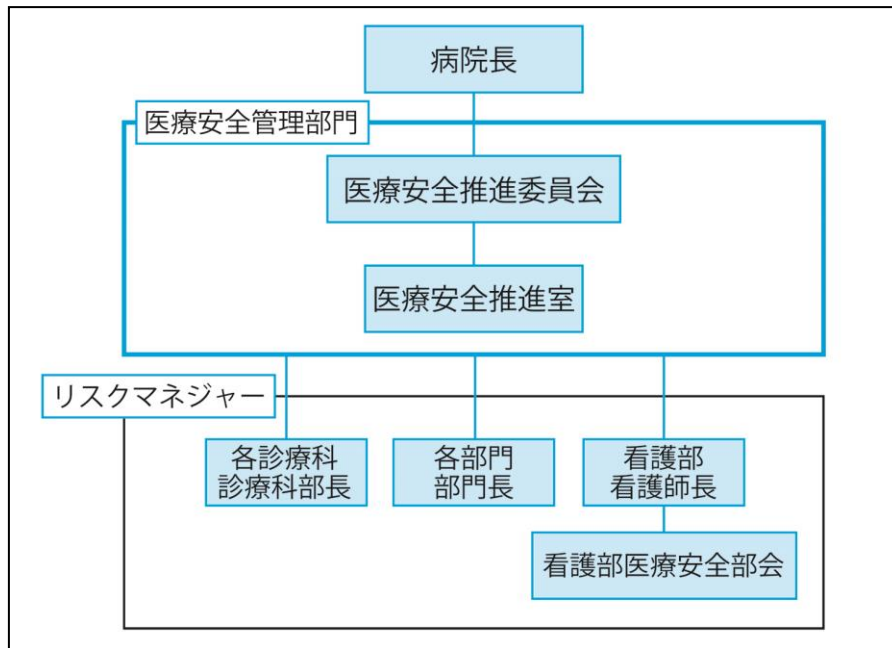 病院長
医療安全管理部門
医療安全推進委員会
医療安全推進室
リスクマネジャー
各診療科
診療科部長
各部門
部門長
看護部
看護師長
看護部医療安全部会